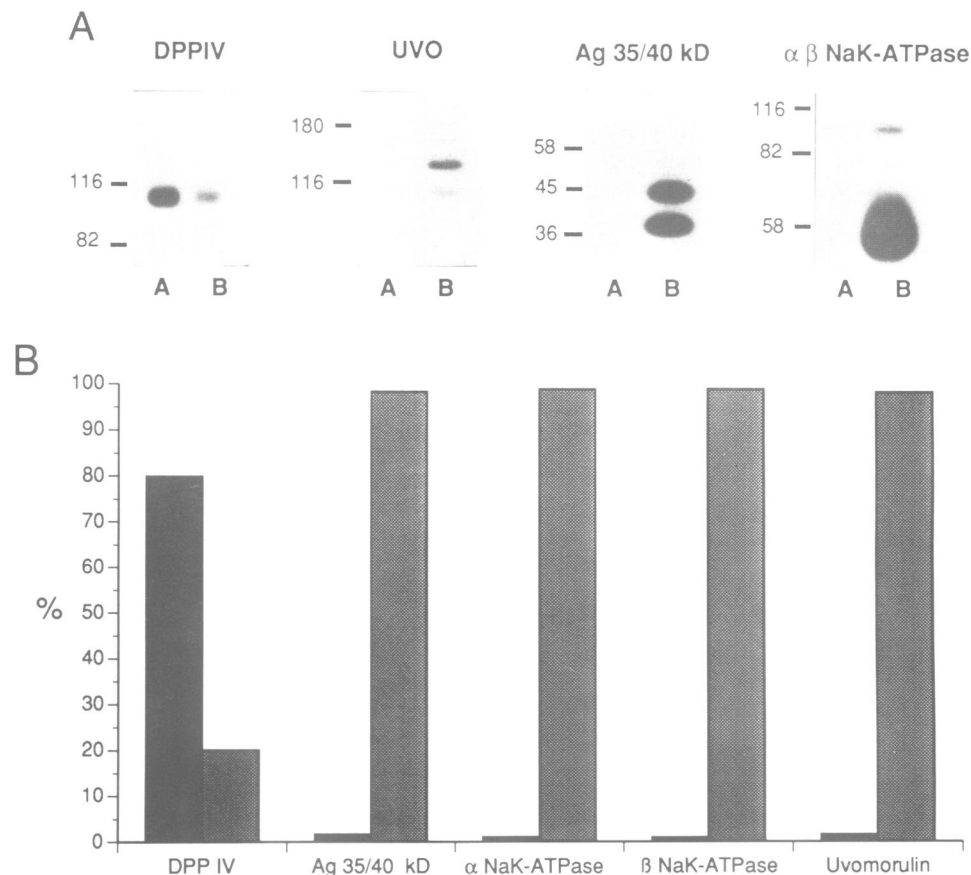 A
DPPIV
UVO
Ag 35/40 kD
α β NaK-ATPase
116
82
A B
180
116
A B
58
45
36
A B
116
82
58
A B
B
100
90
80
70
60
50
40
30
20
10
0
%
DPP IV
Ag 35/40 kD
α NaK-ATPase
ß NaK-ATPase
Uvomorulin